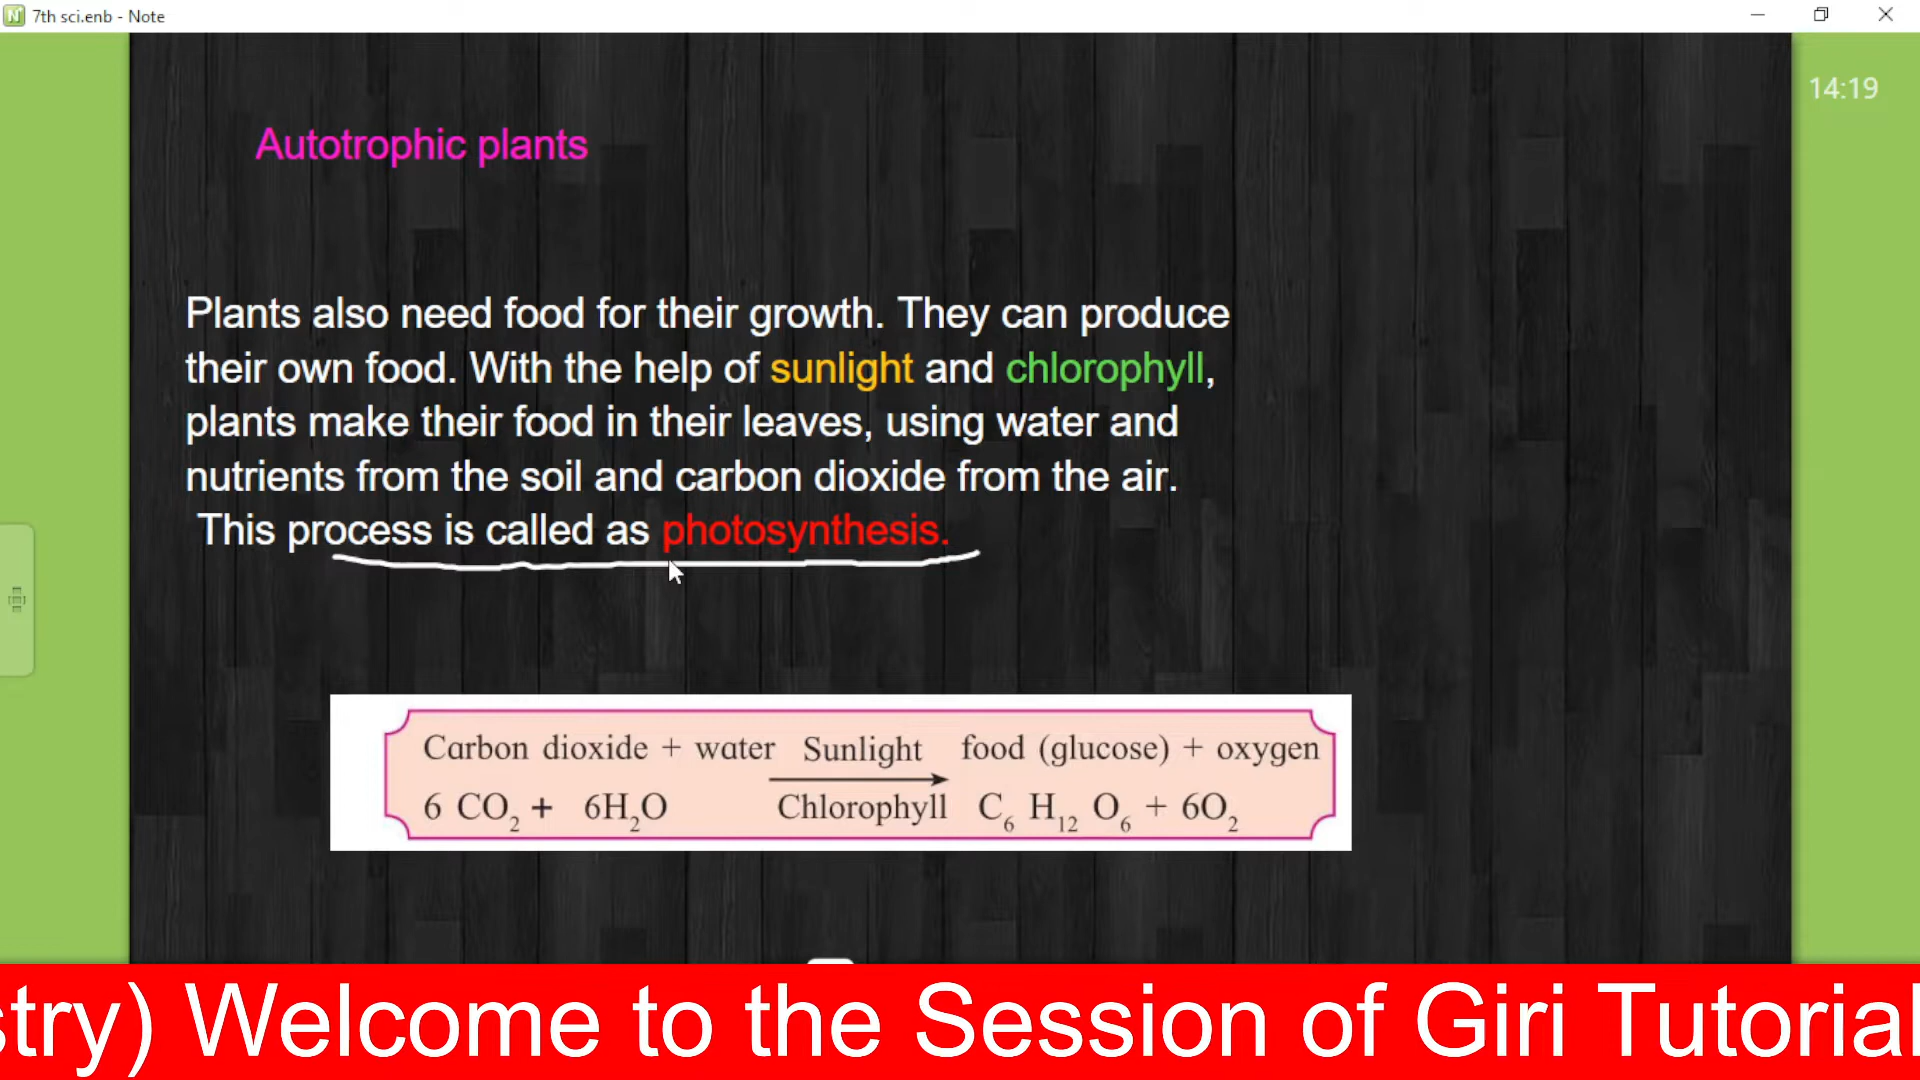 7th sci.enb - Note
14:19
Autotrophic plants
Plants also need food for their growth. They can produce
their own food. With the help of sunlight and chlorophyll,
plants make their food in their leaves, using water and
nutrients from the soil and carbon dioxide from the air.
This process is called as photosynthesis.
Carbon dioxide + water Sunlight food (glucose) + oxygen
6 CO₂ + 6H₂O Chlorophyll C₆ H₁₂ O₆ + 6O₂
stry) Welcome to the Session of Giri Tutorial